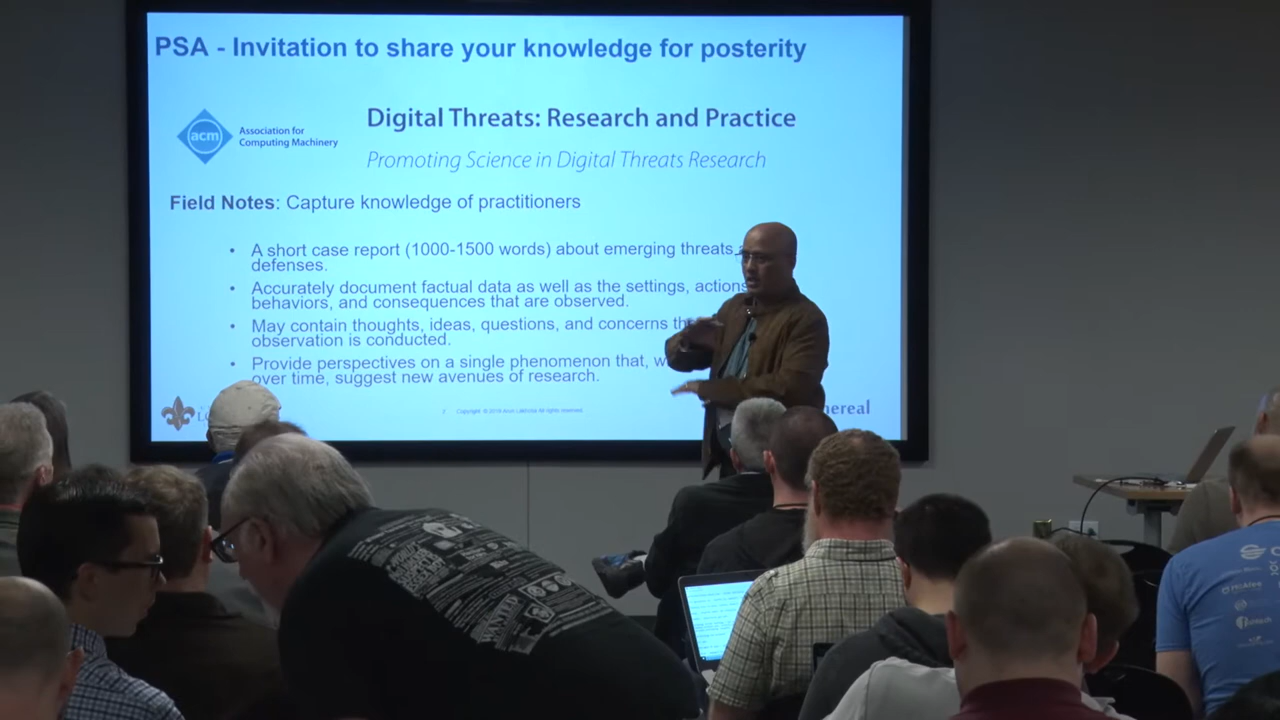 PSA - Invitation to share your knowledge for posterity
Digital Threats: Research and Practice
acm
Association for
Computing Machinery
Promoting Science in Digital Threats Research
Field Notes: Capture knowledge of practitioners
• A short case report (1000-1500 words) about emerging threats
defenses.
• Accurately document factual data as well as the settings, actions
behaviors, and consequences that are observed.
• May contain thoughts, ideas, questions, and concerns
observation is conducted.
• Provide perspectives on a single phenomenon that,
over time, suggest new avenues of research.
McAfee